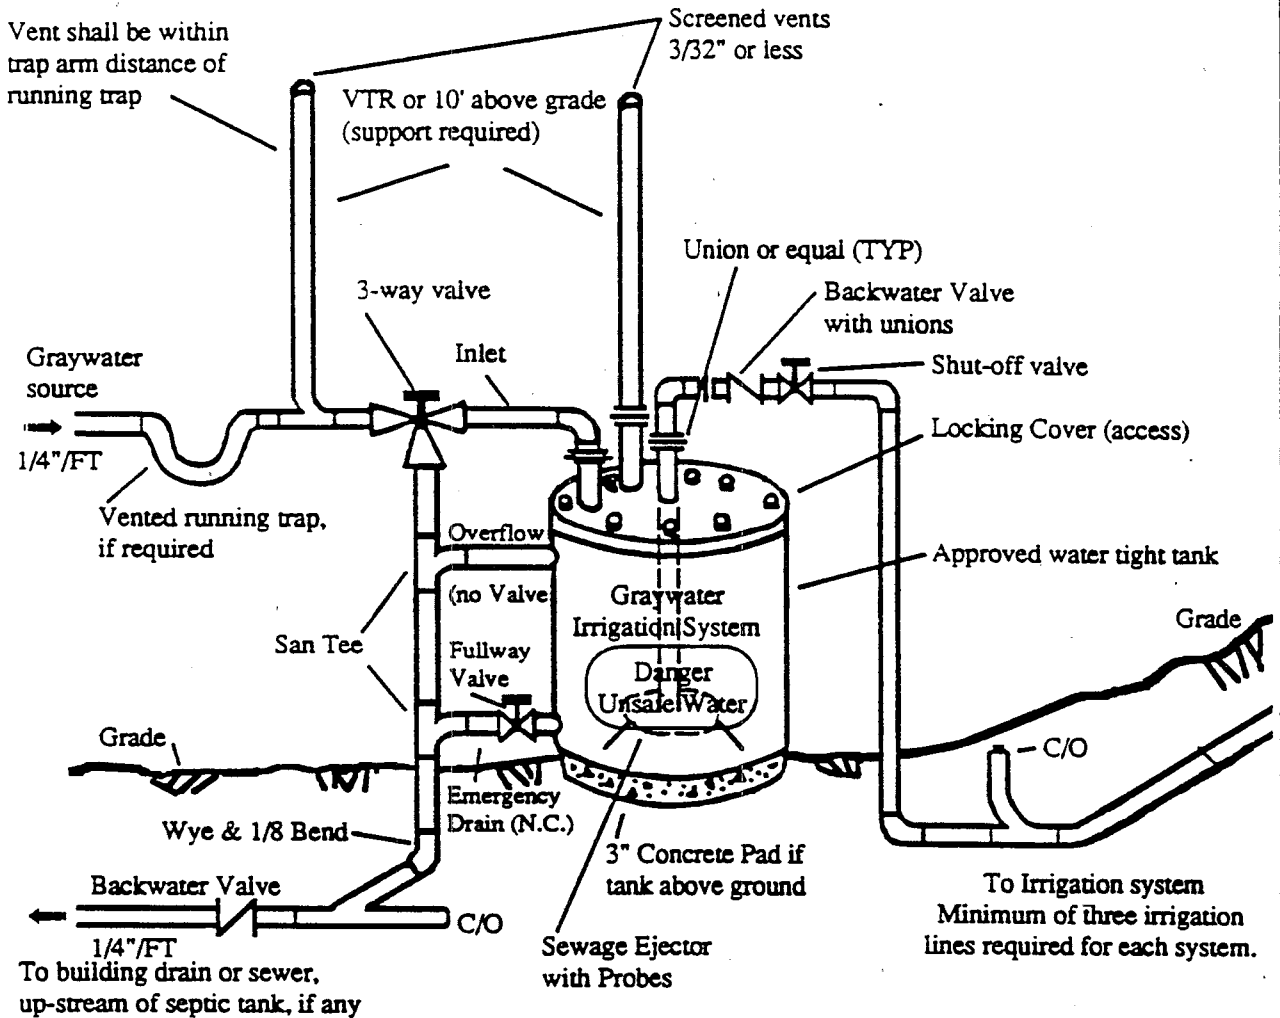 Vent shall be within
trap arm distance of
running trap
Screened vents
3/32" or less
VTR or 10' above grade
(support required)
Union or equal (TYP)
3-way valve
Backwater Valve
with unions
Graywater
source
Inlet
Shut-off valve
Locking Cover (access)
1/4"/FT
Vented running trap,
if required
Overflow
(no Valve
Approved water tight tank
Graywater
Irrigation System
Grade
San Tee
Fullway
Valve
Danger
Unsafe Water
Grade
C/O
Emergency
Drain (N.C.)
Wye & 1/8 Bend
3" Concrete Pad if
tank above ground
Backwater Valve
C/O
To Irrigation system
Minimum of three irrigation
lines required for each system.
1/4"/FT
Sewage Ejector
with Probes
To building drain or sewer,
up-stream of septic tank, if any